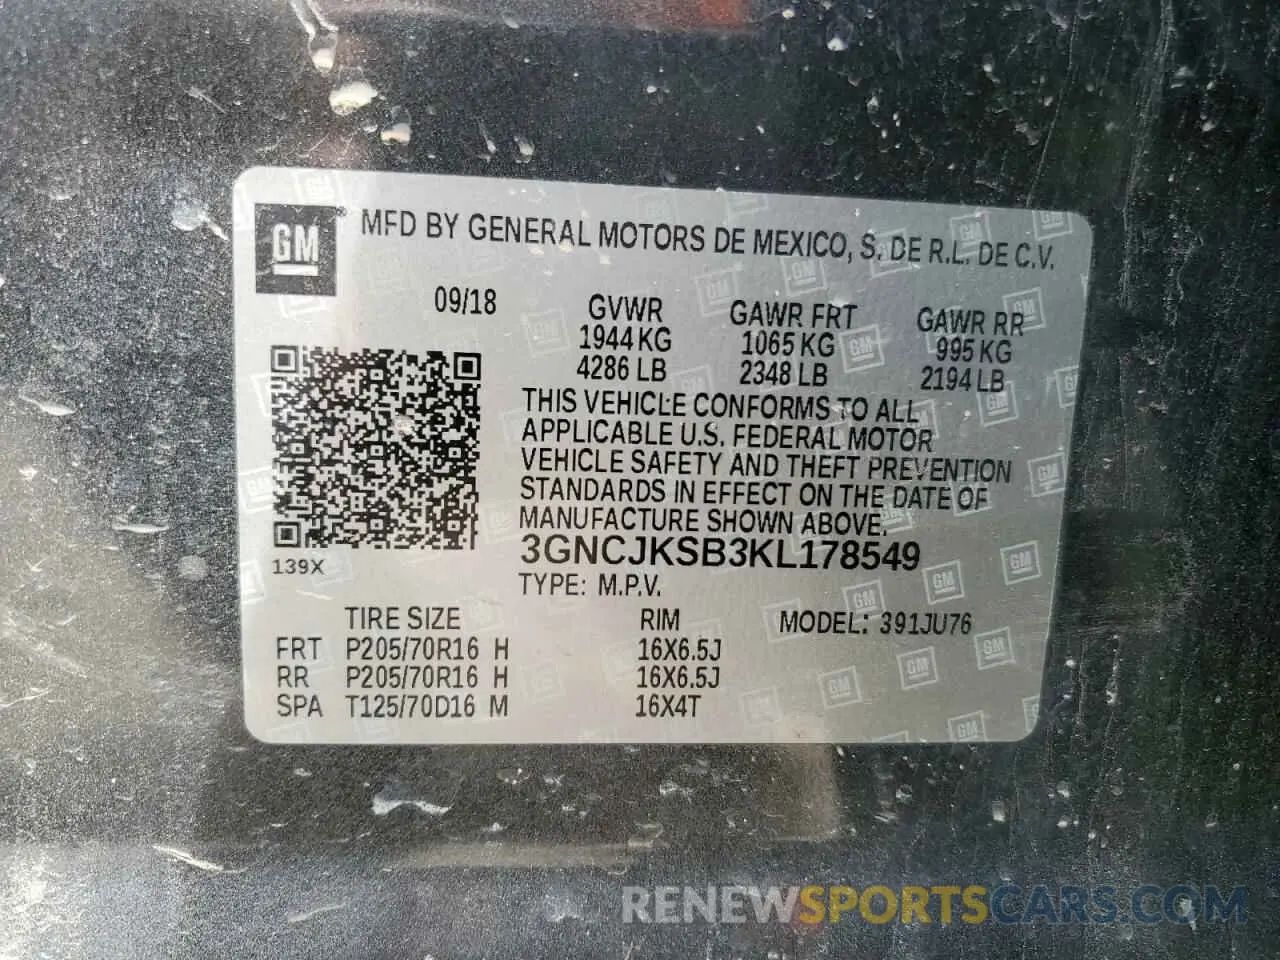 GM
MFD BY GENERAL MOTORS DE MEXICO, S. DE R.L. DE C.V.
09/18 GVWR GAWR FRT GAWR RR
1944 KG 1065 KG 995 KG
4286 LB 2348 LB 2194 LB
THIS VEHICLE CONFORMS TO ALL
APPLICABLE U.S. FEDERAL MOTOR
VEHICLE SAFETY AND THEFT PREVENTION
STANDARDS IN EFFECT ON THE DATE OF
MANUFACTURE SHOWN ABOVE.
3GNCJKSB3KL178549
139X
TYPE: M.P.V.
TIRE SIZE RIM MODEL: 391JU76
FRT P205/70R16 H 16X6.5J
RR P205/70R16 H 16X6.5J
SPA T125/70D16 M 16X4T
RENEWSPORTSCARS.COM